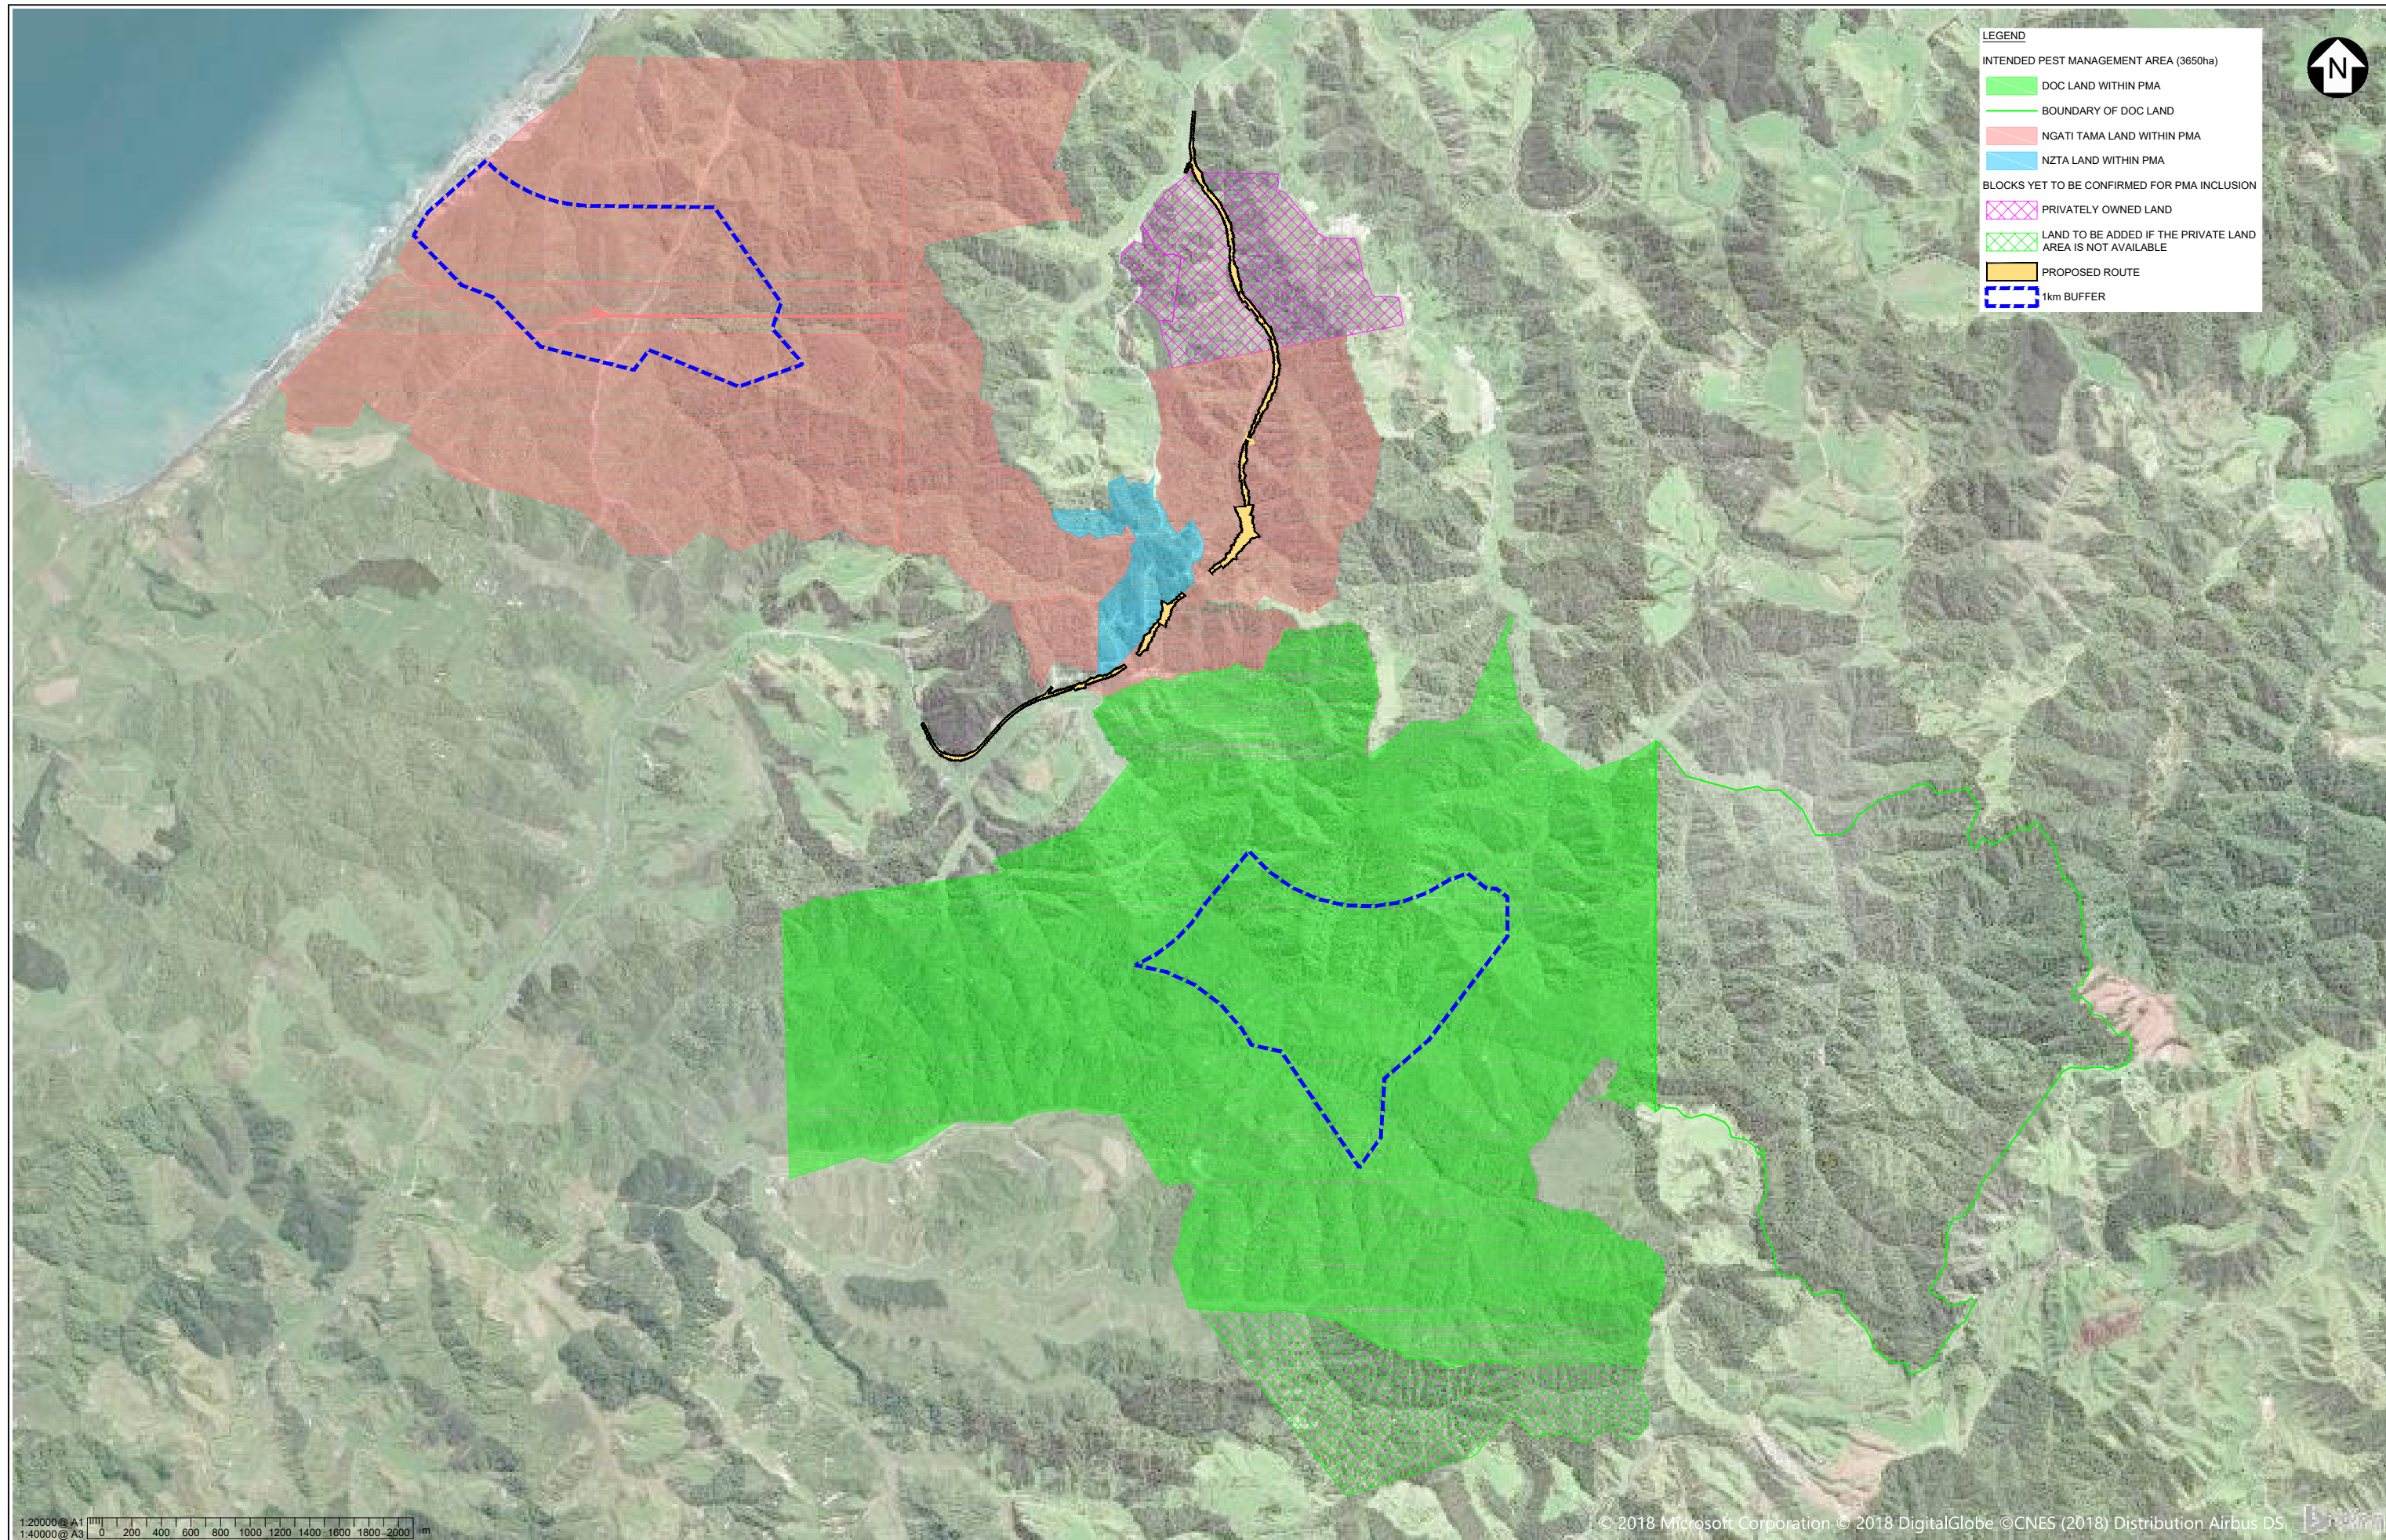 LEGEND
INTENDED PEST MANAGEMENT AREA (3650ha)
DOC LAND WITHIN PMA
BOUNDARY OF DOC LAND
NGATI TAMA LAND WITHIN PMA
NZTA LAND WITHIN PMA
BLOCKS YET TO BE CONFIRMED FOR PMA INCLUSION
PRIVATELY OWNED LAND
LAND TO BE ADDED IF THE PRIVATE LAND
AREA IS NOT AVAILABLE
PROPOSED ROUTE
1km BUFFER
N
1:20000@ A1
1:40000@ A3
0 200 400 600 800 1000 1200 1400 1600 1800 2000 m
© 2018 Microsoft Corporation © 2018 DigitalGlobe ©CNES (2018) Distribution Airbus DS